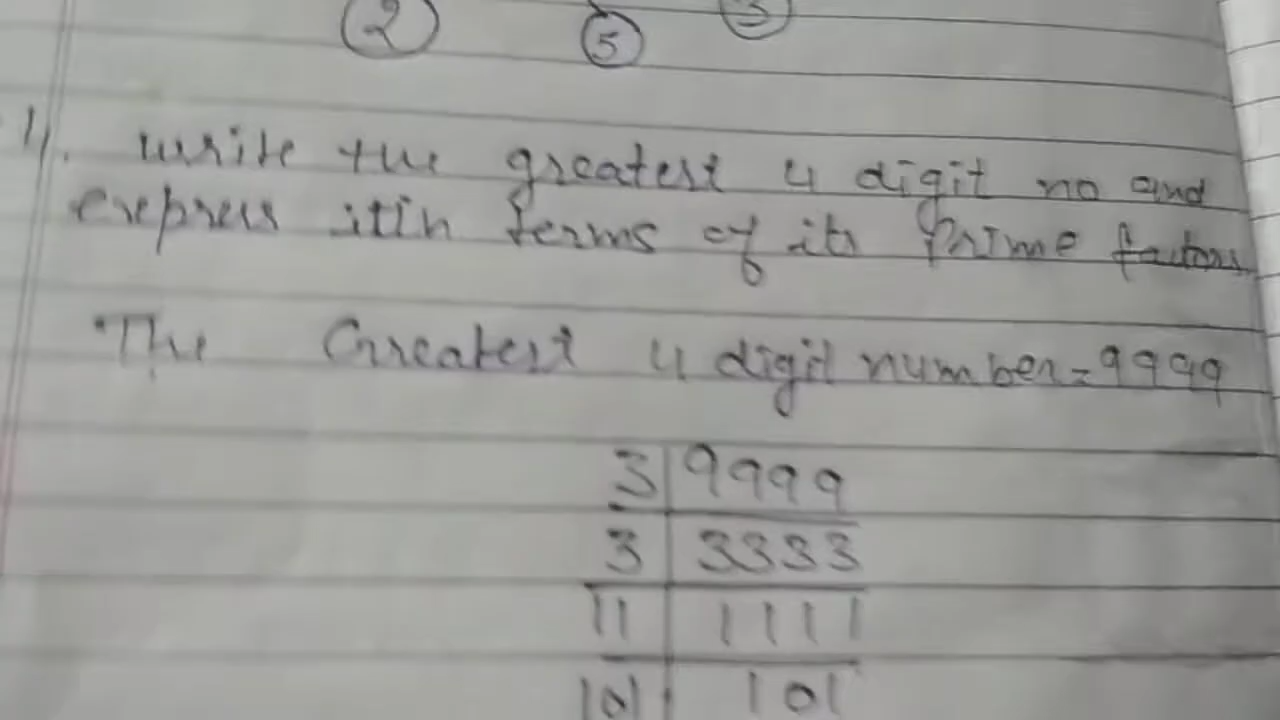 2 5 3
11. write the greatest 4 digit no and
express it in terms of its prime factors
The Greatest 4 digit number = 9999
3 9999
3 3333
11 1111
101 101